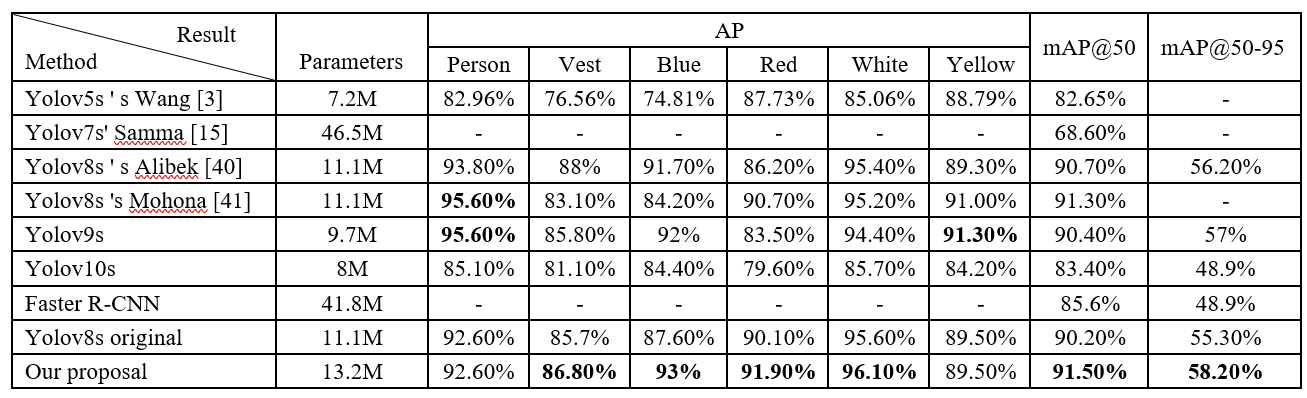 Result Method Parameters AP mAP@50 mAP@50-95
Person Vest Blue Red White Yellow
Yolov5s ' s Wang [3] 7.2M 82.96% 76.56% 74.81% 87.73% 85.06% 88.79% 82.65% -
Yolov7s' Samma [15] 46.5M - - - - - - 68.60% -
Yolov8s ' s Alibek [40] 11.1M 93.80% 88% 91.70% 86.20% 95.40% 89.30% 90.70% 56.20%
Yolov8s 's Mohona [41] 11.1M 95.60% 83.10% 84.20% 90.70% 95.20% 91.00% 91.30% -
Yolov9s 9.7M 95.60% 85.80% 92% 83.50% 94.40% 91.30% 90.40% 57%
Yolov10s 8M 85.10% 81.10% 84.40% 79.60% 85.70% 84.20% 83.40% 48.9%
Faster R-CNN 41.8M - - - - - - 85.6% 48.9%
Yolov8s original 11.1M 92.60% 85.7% 87.60% 90.10% 95.60% 89.50% 90.20% 55.30%
Our proposal 13.2M 92.60% 86.80% 93% 91.90% 96.10% 89.50% 91.50% 58.20%